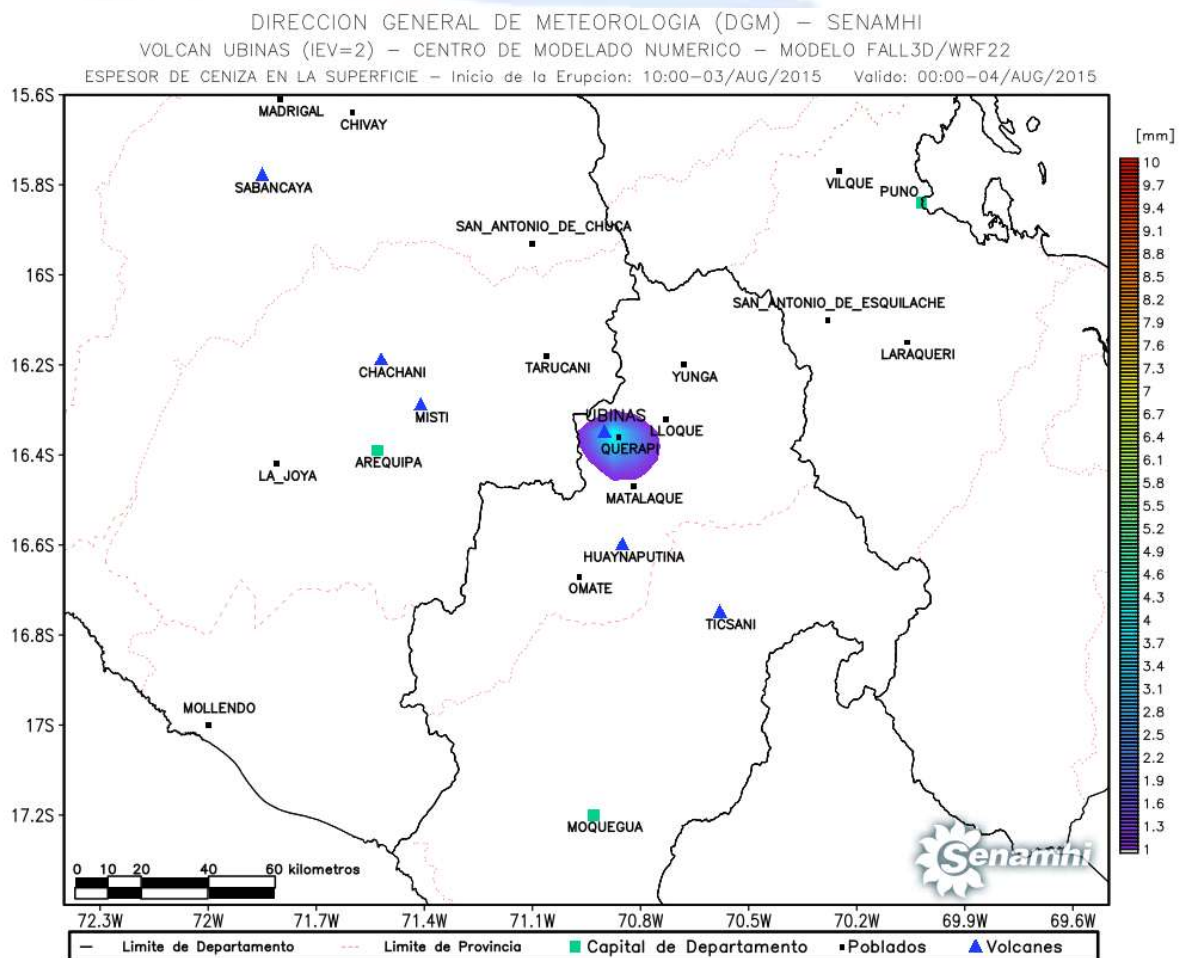 DIRECCION GENERAL DE METEOROLOGIA (DGM) – SENAMHI
VOLCAN UBINAS (IEV=2) – CENTRO DE MODELADO NUMERICO – MODELO FALL3D/WRF22
ESPESOR DE CENIZA EN LA SUPERFICIE – Inicio de la Erupcion: 10:00–03/AUG/2015 Valido: 00:00–04/AUG/2015
15.6S
MADRIGAL
CHIVAY
[mm]
10
9.7
9.4
9.1
8.8
8.5
8.2
7.9
7.6
7.3
7
6.7
6.4
6.1
5.8
5.5
5.2
4.9
4.6
4.3
4
3.7
3.4
3.1
2.8
2.5
2.2
1.9
1.6
1.3
1
15.8S
SABANCAYA
VILQUE
PUNO
SAN_ANTONIO_DE_CHUCA
16S
SAN_ANTONIO_DE_ESQUILACHE
LARAQUERI
16.2S
CHACHANI
TARUCANI
YUNGA
MISTI
UBINAS
LLOQUE
QUERAPI
16.4S
AREQUIPA
LA_JOYA
MATALAQUE
16.6S
HUAYNAPUTINA
OMATE
16.8S
TICSANI
MOLLENDO
17S
17.2S
MOQUEGUA
Senamhi
0 10 20 40 60 kilometros
72.3W 72W 71.7W 71.4W 71.1W 70.8W 70.5W 70.2W 69.9W 69.6W
Limite de Departamento Limite de Provincia Capital de Departamento Poblados Volcanes